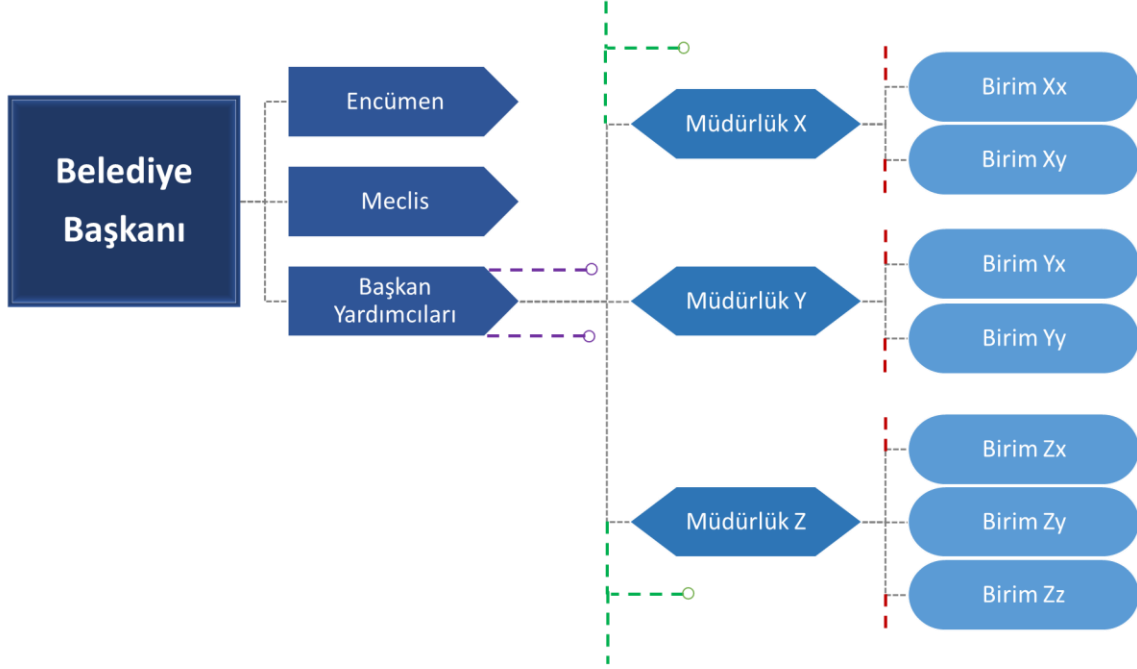 Belediye
Başkanı
Encümen
Meclis
Başkan
Yardımcıları
Müdürlük X
Müdürlük Y
Müdürlük Z
Birim Xx
Birim Xy
Birim Yx
Birim Yy
Birim Zx
Birim Zy
Birim Zz